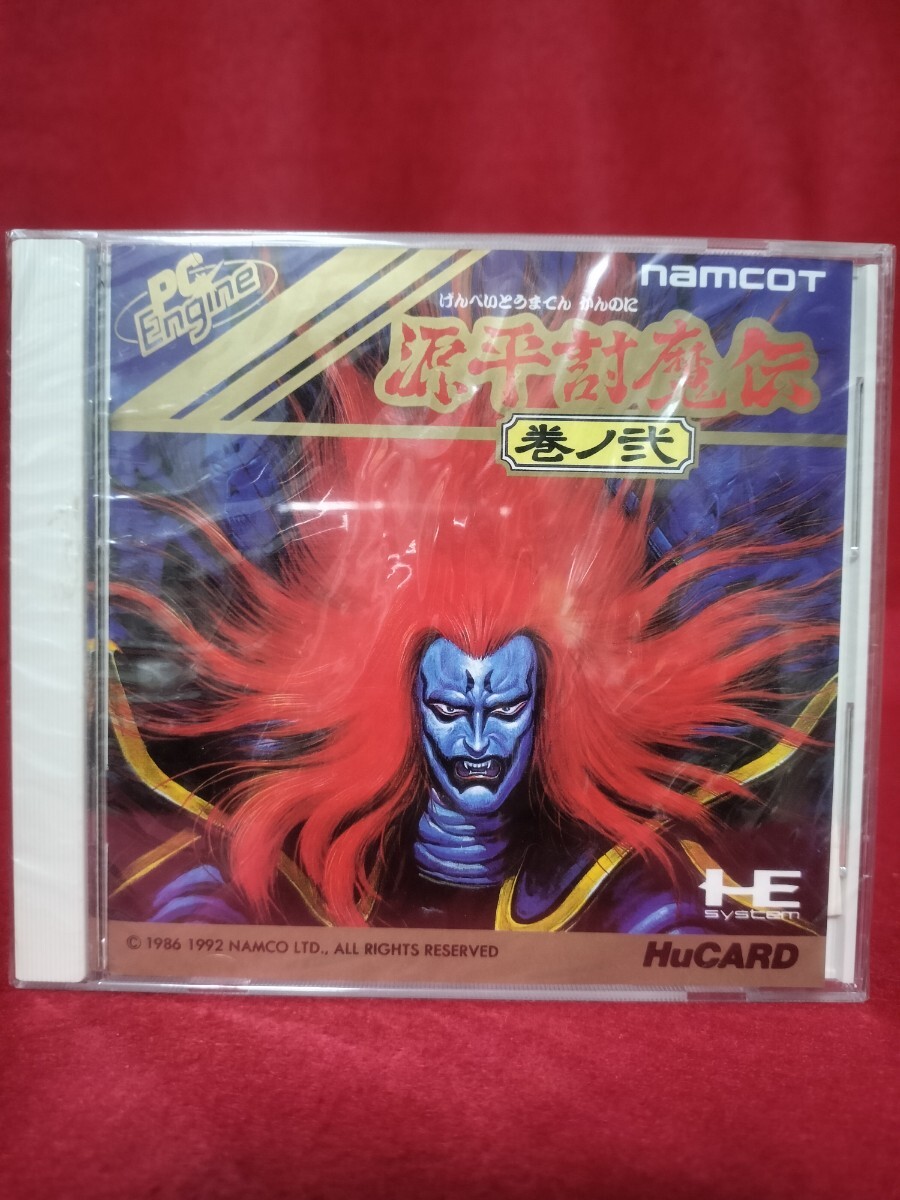 PC
Engine
namcoT
げんぺいとうまでん かんのに
源平討魔伝
巻ノ弐
HE
system
© 1986 1992 NAMCO LTD., ALL RIGHTS RESERVED
HuCARD